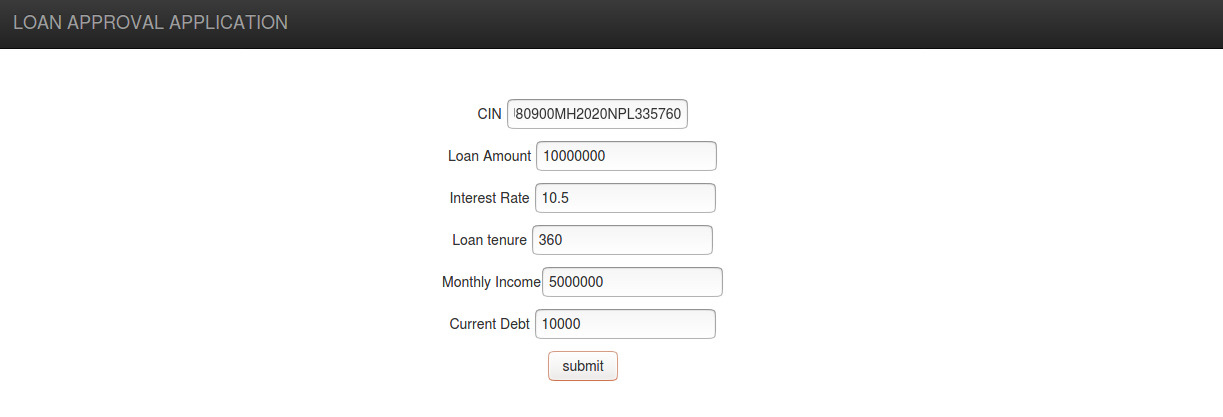 LOAN APPROVAL APPLICATION
CIN 80900MH2020NPL335760
Loan Amount 10000000
Interest Rate 10.5
Loan tenure 360
Monthly Income 5000000
Current Debt 10000
submit